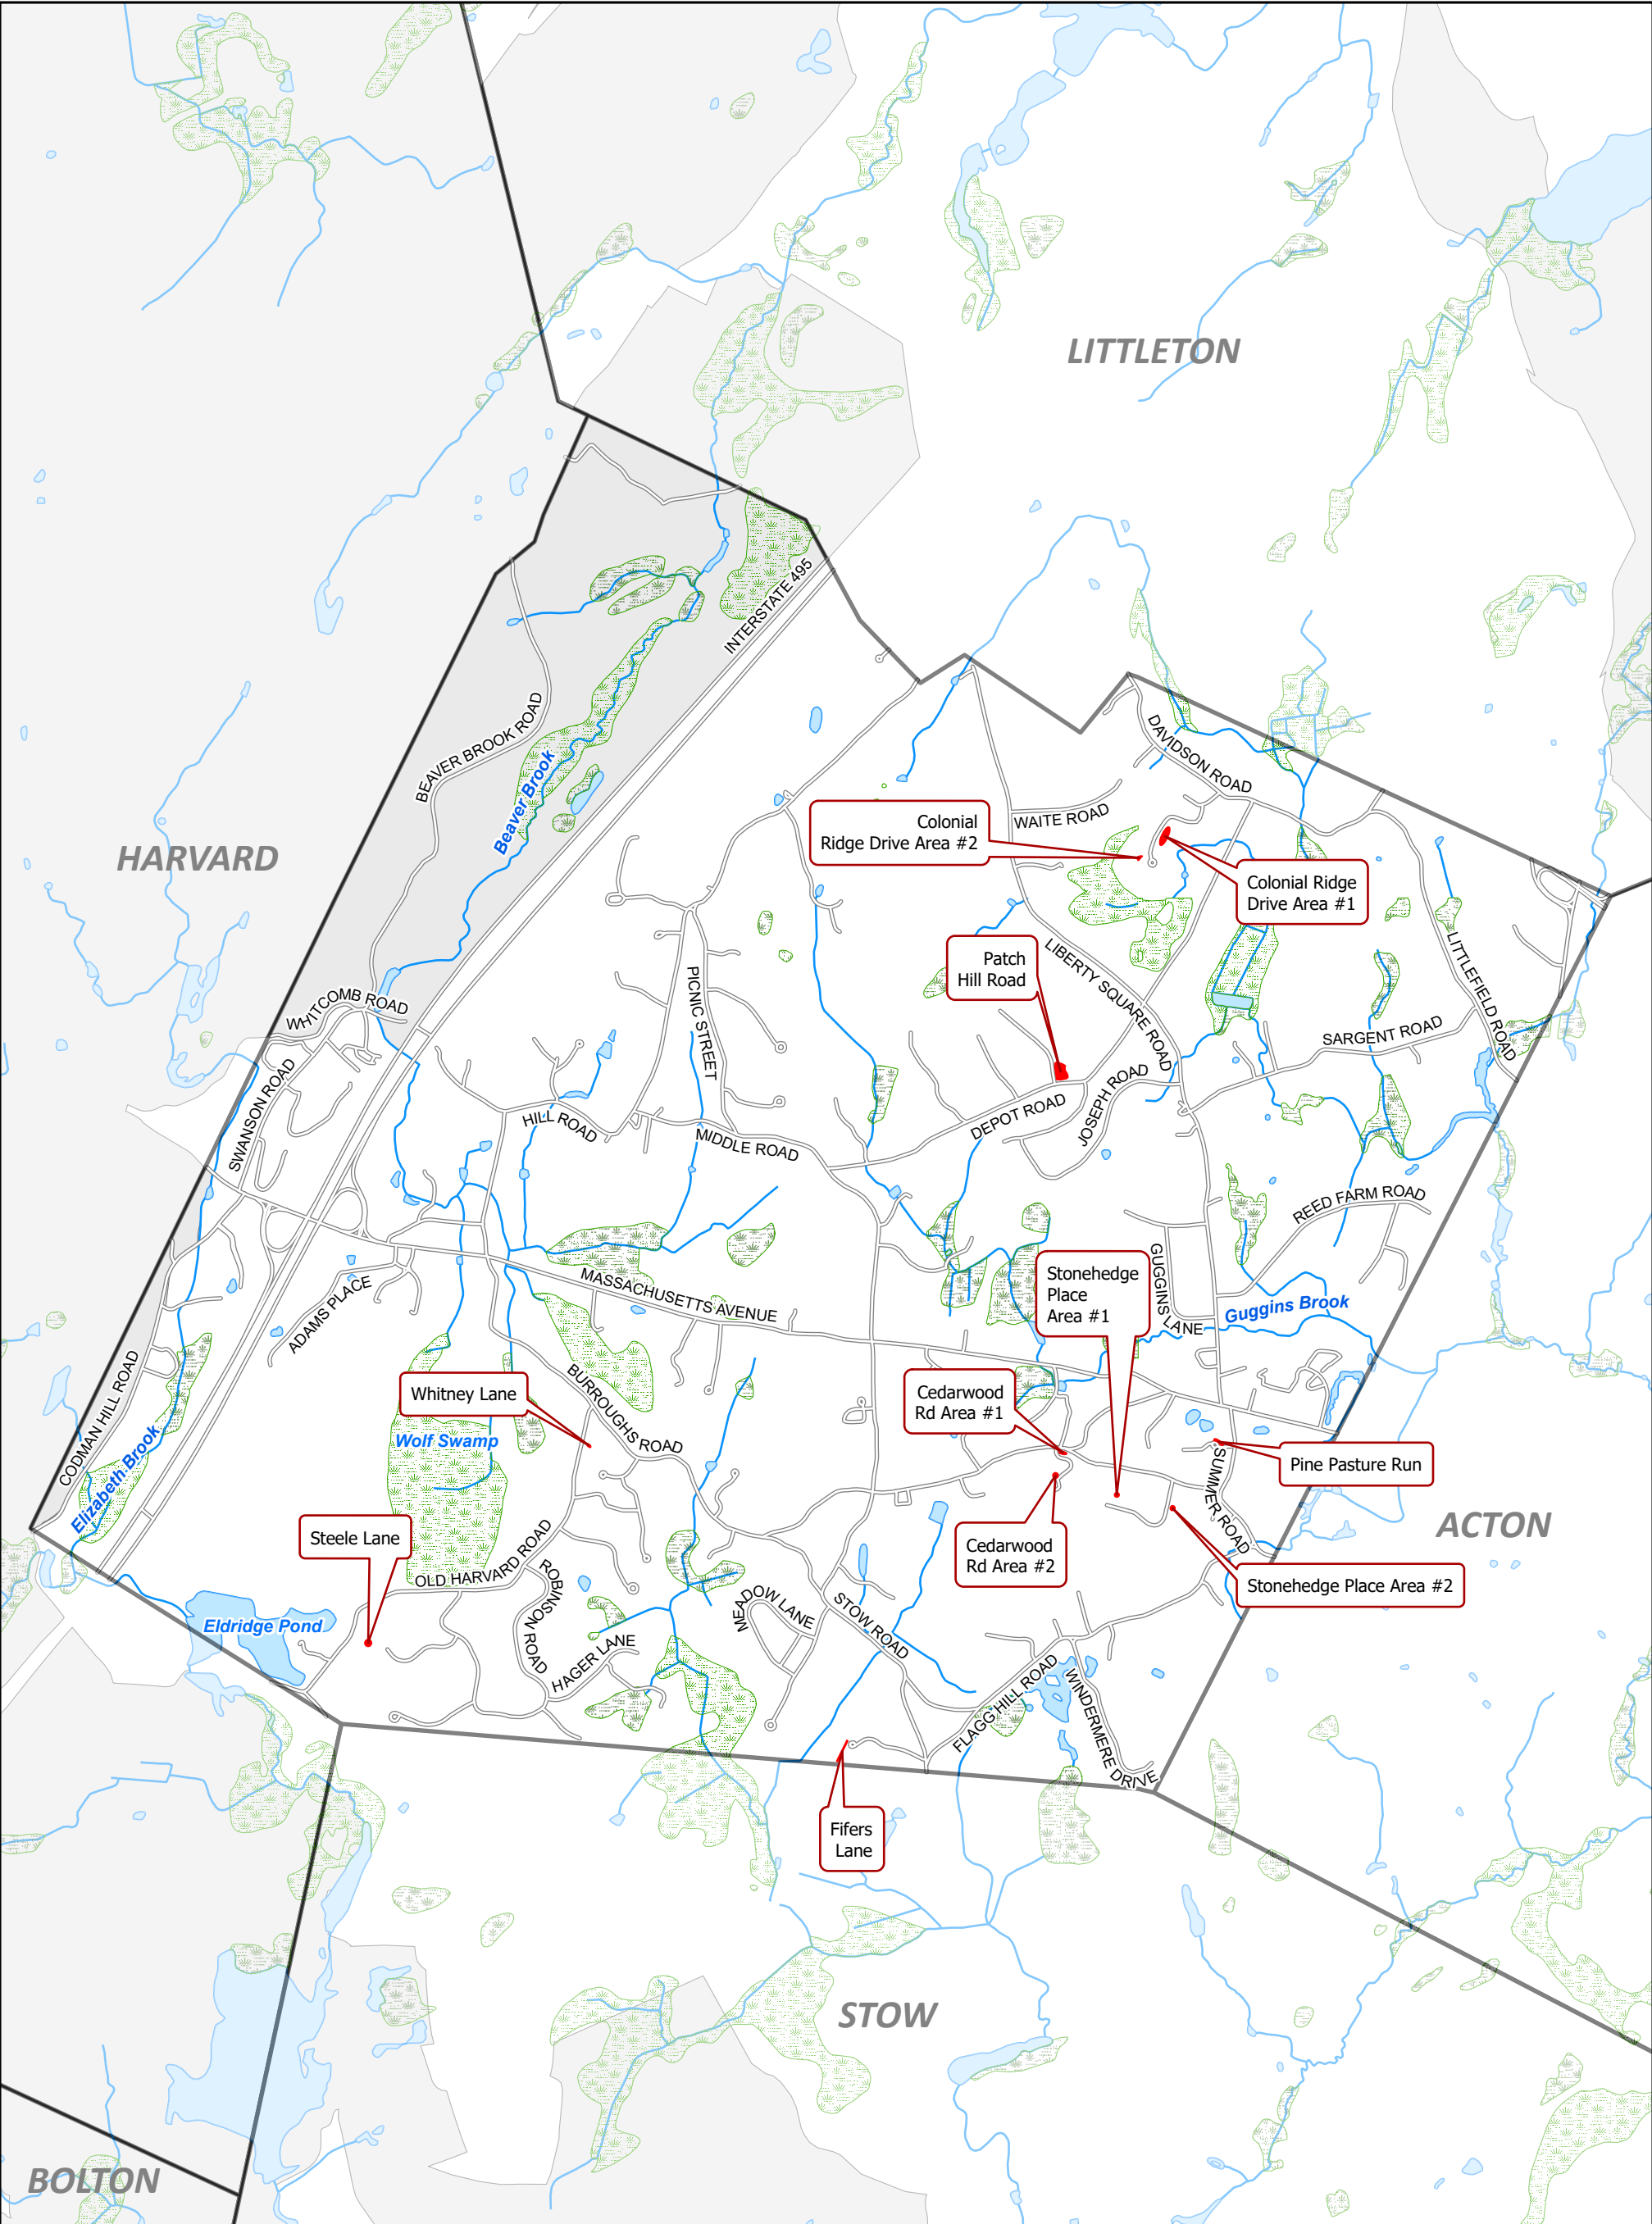 LITTLETON
INTERSTATE 495
BEAVER BROOK ROAD
Beaver Brook
DAVIDSON ROAD
WAITE ROAD
Colonial
Ridge Drive Area #2
HARVARD
Colonial Ridge
Drive Area #1
Patch
Hill Road
LIBERTY SQUARE ROAD
LITTLEFIELD ROAD
PICNIC STREET
WHITCOMB ROAD
SARGENT ROAD
SWANSON ROAD
JOSEPH ROAD
DEPOT ROAD
HILL ROAD
MIDDLE ROAD
REED FARM ROAD
GUGGINS LANE
Stonehedge
Place
Area #1
MASSACHUSETTS AVENUE
ADAMS PLACE
Guggins Brook
CODMAN HILL ROAD
Whitney Lane
BURROUGHS ROAD
Cedarwood
Rd Area #1
Wolf Swamp
Pine Pasture Run
SUMMER ROAD
Elizabeth Brook
ACTON
Steele Lane
Cedarwood
Rd Area #2
OLD HARVARD ROAD
Stonehedge Place Area #2
ROBINSON ROAD
MEADOW LANE
STOW ROAD
Eldridge Pond
HAGER LANE
FLAGG HILL ROAD
WINDERMERE DRIVE
Fifers
Lane
STOW
BOLTON